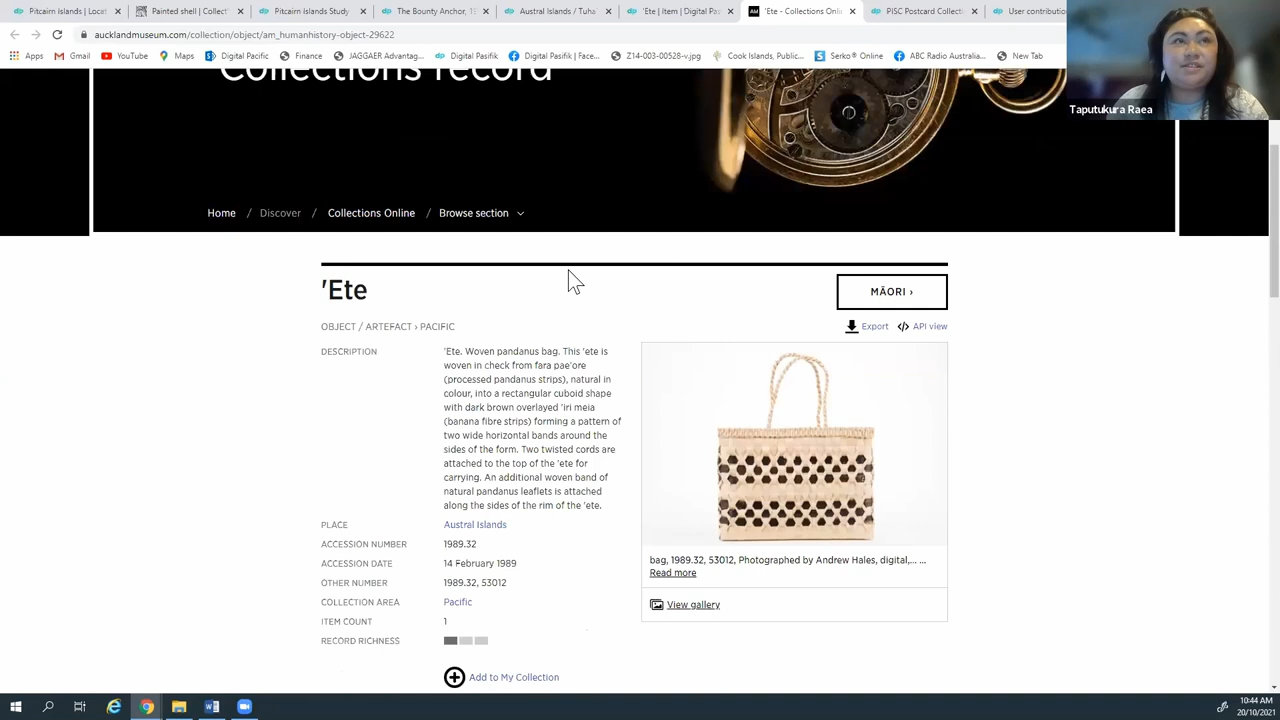 Pitcairn Islands | Locat
Painted shell | Collect
Pitcairn islands Study
The Bounty Anchor, 19
Austral Islands / Tuha
'Ete | Item | Digital Pas
'Ete - Collections Onlin
PISC Postcard Collecti
User contributio
aucklandmuseum.com/collection/object/am_humanhistory-object-29622
Apps
Gmail
YouTube
Maps
Digital Pacific
Finance
JAGGAER Advantag...
Digital Pasifik
Digital Pasifik | Face...
Z14-003-00528-v.jpg
Cook Islands, Public...
Serko® Online
ABC Radio Australia...
New Tab
Taputukura Raea
Collections record
Home / Discover / Collections Online / Browse section
'Ete
MĀORI ›
OBJECT / ARTEFACT › PACIFIC
Export
API view
DESCRIPTION
'Ete. Woven pandanus bag. This 'ete is
woven in check from fara pae'ore
(processed pandanus strips), natural in
colour, into a rectangular cuboid shape
with dark brown overlayed 'iri meia
(banana fibre strips) forming a pattern of
two wide horizontal bands around the
sides of the form. Two twisted cords are
attached to the top of the 'ete for
carrying. An additional woven band of
natural pandanus leaflets is attached
along the sides of the rim of the 'ete.
PLACE Austral Islands
ACCESSION NUMBER 1989.32
ACCESSION DATE 14 February 1989
OTHER NUMBER 1989.32, 53012
COLLECTION AREA Pacific
ITEM COUNT 1
RECORD RICHNESS
Add to My Collection
bag, 1989.32, 53012, Photographed by Andrew Hales, digital,... ...
Read more
View gallery
10:44 AM
20/10/2021